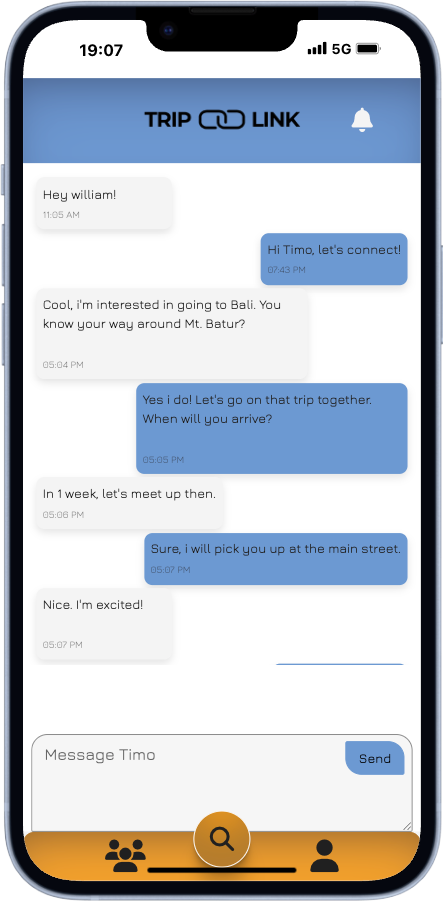 19:07 5G
TRIP LINK
Hey william!
11:05 AM
Hi Timo, let's connect!
07:43 PM
Cool, i'm interested in going to Bali. You
know your way around Mt. Batur?
05:04 PM
Yes i do! Let's go on that trip together.
When will you arrive?
05:05 PM
In 1 week, let's meet up then.
05:06 PM
Sure, i will pick you up at the main street.
05:07 PM
Nice. I'm excited!
05:07 PM
Message Timo
Send